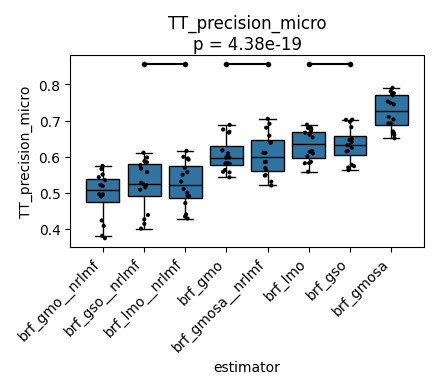 TT_precision_micro
p = 4.38e-19
TT_precision_micro
0.8
0.7
0.6
0.5
0.4
brf_gmo__nrlmf
brf_gso__nrlmf
brf_lmo__nrlmf
brf_gmo
brf_gmosa__nrlmf
brf_lmo
brf_gso
brf_gmosa
estimator